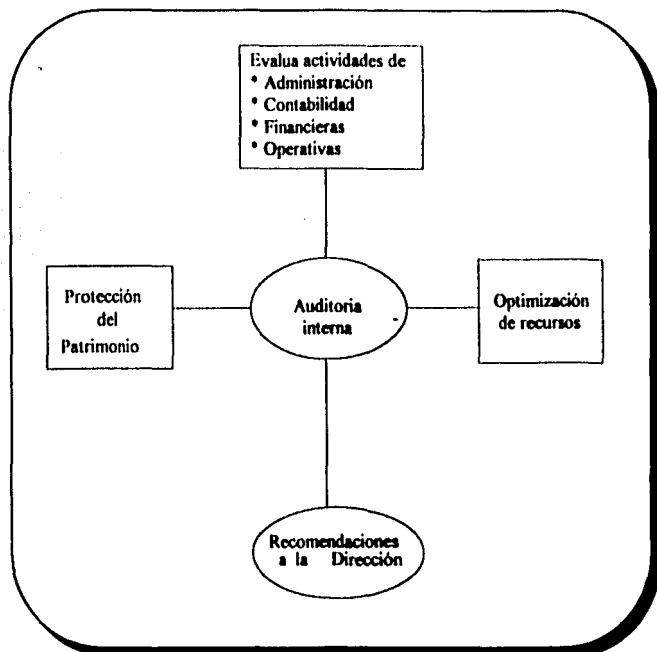 Evalua actividades de
* Administración
* Contabilidad
* Financieras
* Operativas
Protección
del
Patrimonio
Auditoria
interna
Optimización
de recursos
Recomendaciones
a la Dirección